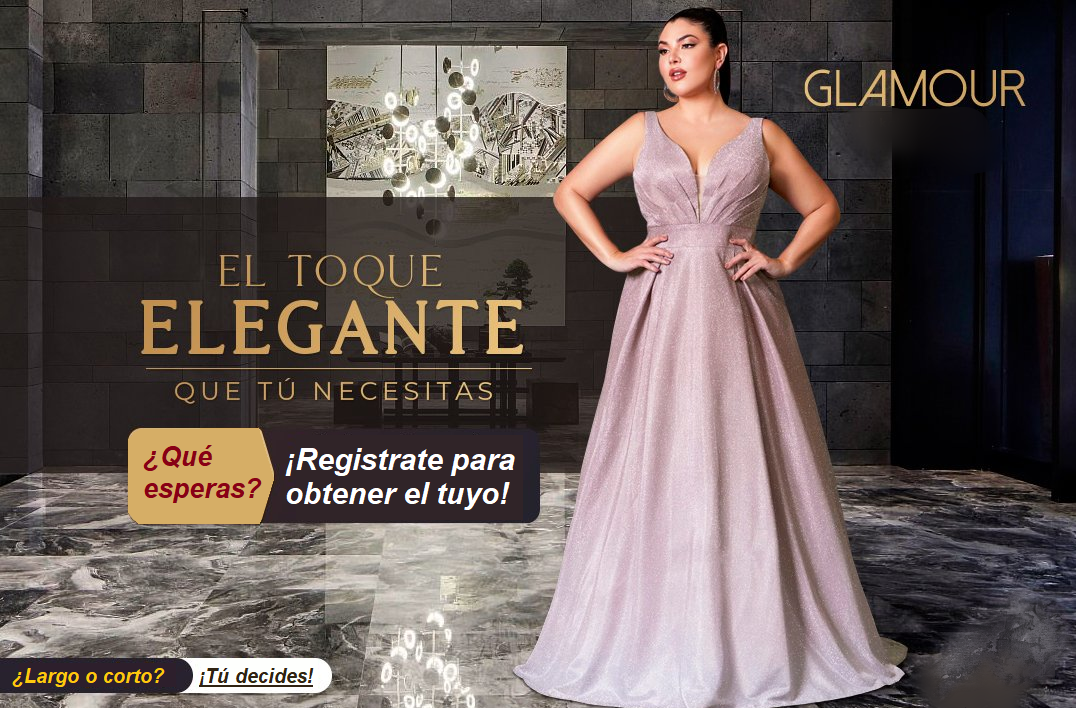 GLAMOUR
EL TOQUE
ELEGANTE
QUE TÚ NECESITAS
¿Qué
esperas?
¡Registrate para
obtener el tuyo!
¿Largo o corto?
¡Tú decides!